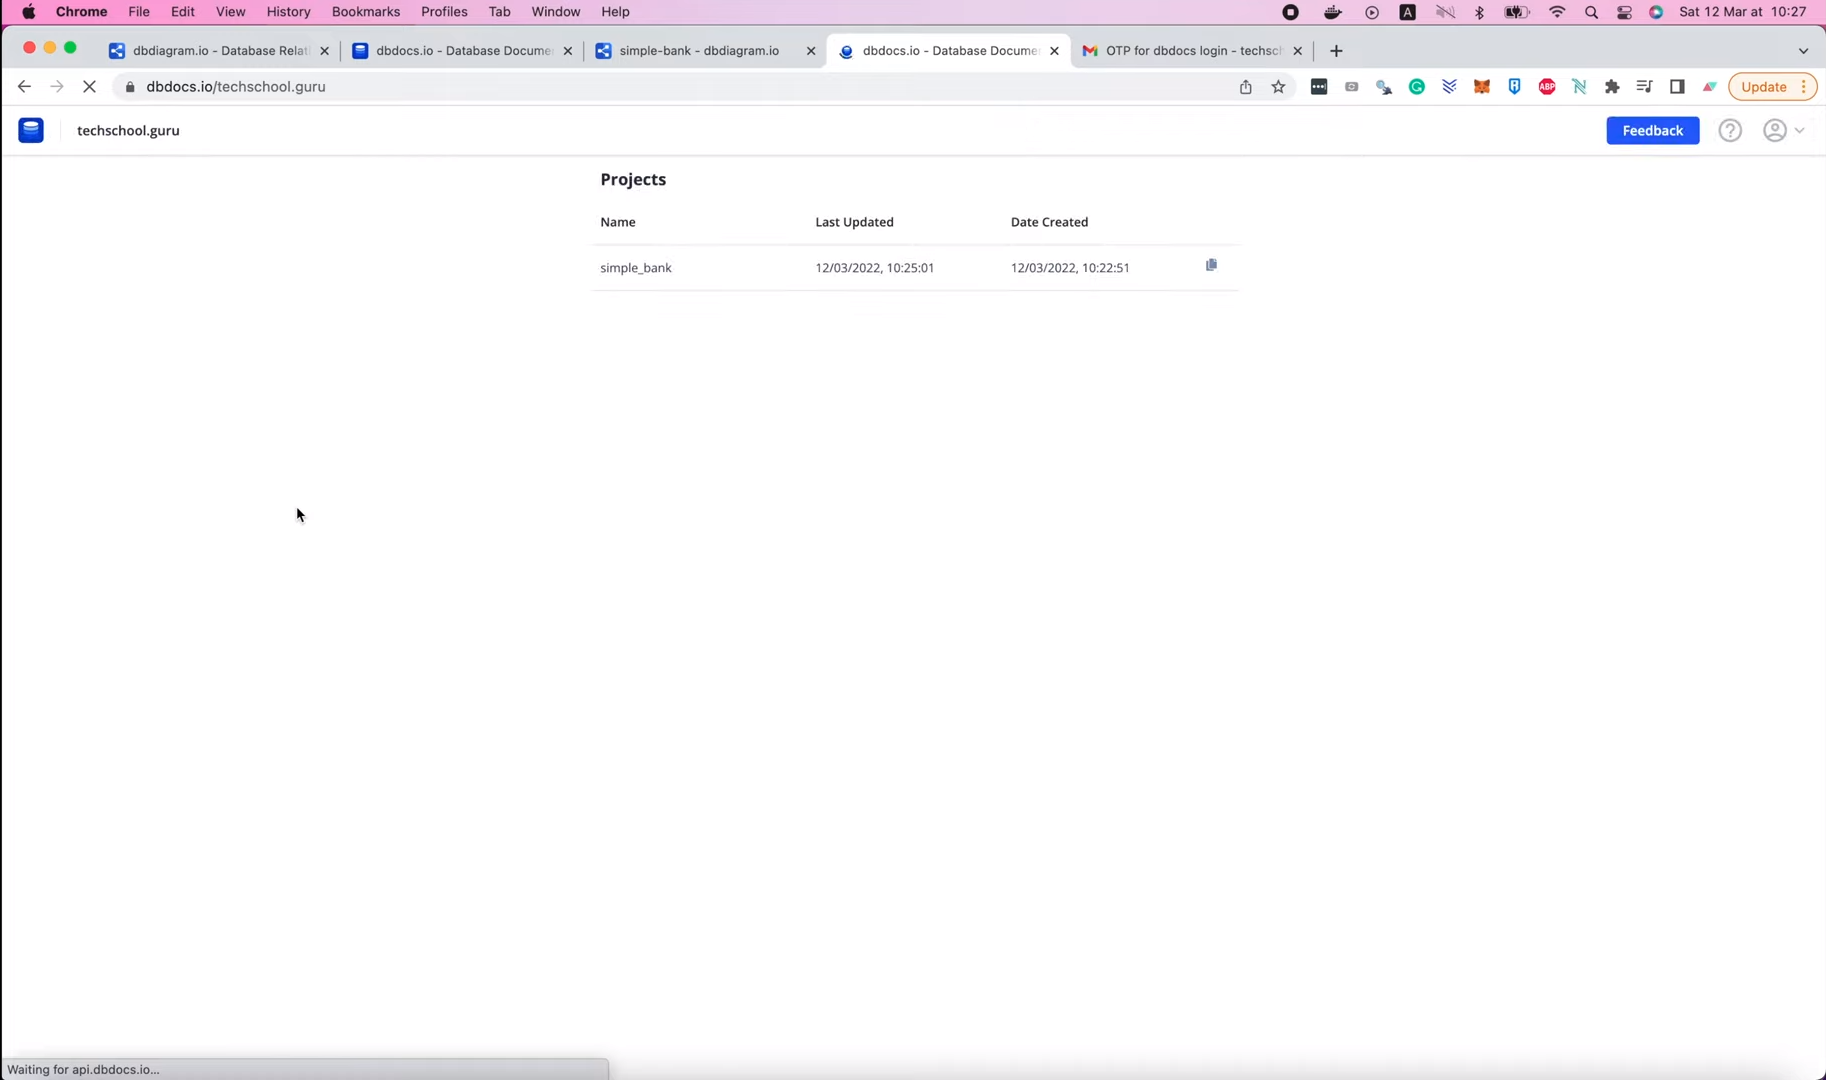 Chrome File Edit View History Bookmarks Profiles Tab Window Help A Sat 12 Mar at 10:27
dbdiagram.io - Database Relati dbdocs.io - Database Docume simple-bank - dbdiagram.io dbdocs.io - Database Docume OTP for dbdocs login - techsch
dbdocs.io/techschool.guru ABP Update
techschool.guru Feedback ?
Projects
Name Last Updated Date Created
simple_bank 12/03/2022, 10:25:01 12/03/2022, 10:22:51
Waiting for api.dbdocs.io...